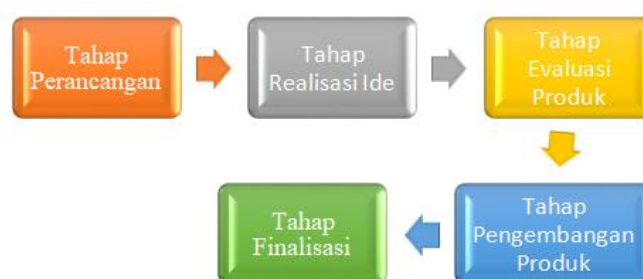 Tahap
Perancangan
Tahap
Realisasi Ide
Tahap
Evaluasi
Produk
Tahap
Pengembangan
Produk
Tahap
Finalisasi